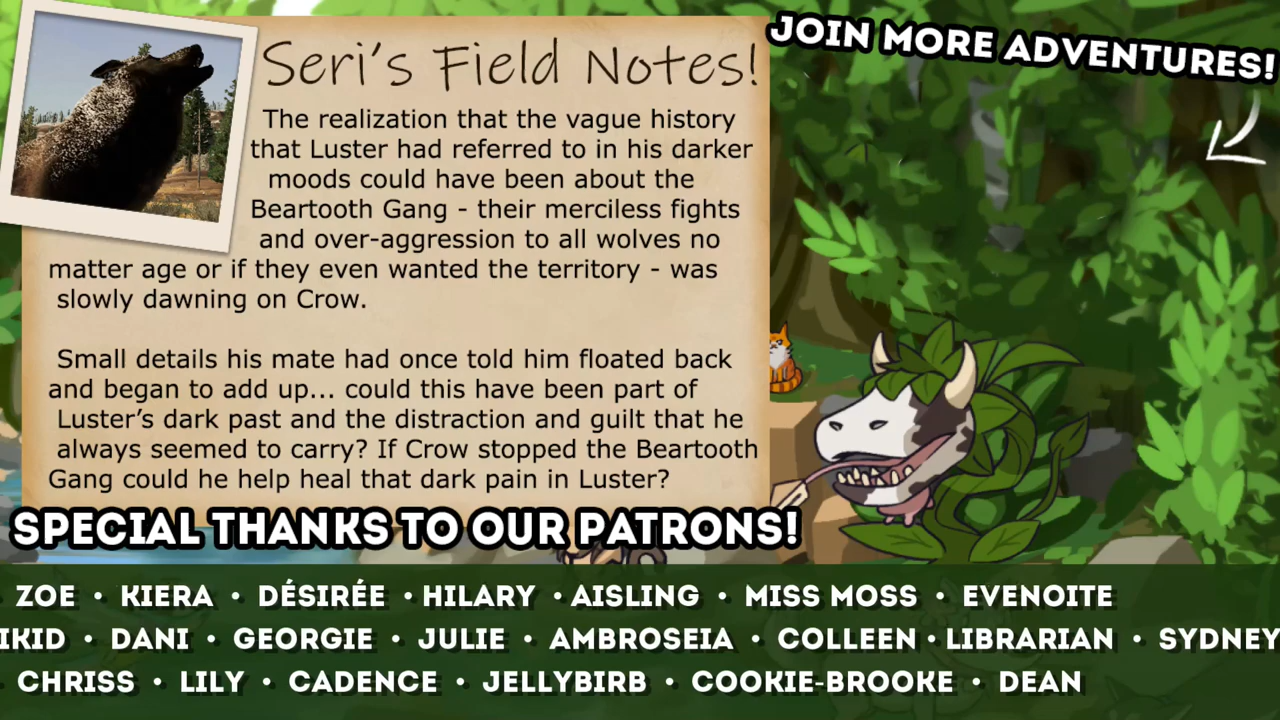 Seri's Field Notes!
JOIN MORE ADVENTURES!
The realization that the vague history
that Luster had referred to in his darker
moods could have been about the
Beartooth Gang - their merciless fights
and over-aggression to all wolves no
matter age or if they even wanted the territory - was
slowly dawning on Crow.
Small details his mate had once told him floated back
and began to add up... could this have been part of
Luster's dark past and the distraction and guilt that he
always seemed to carry? If Crow stopped the Beartooth
Gang could he help heal that dark pain in Luster?
SPECIAL THANKS TO OUR PATRONS!
ZOE • KIERA • DÉSIRÉE • HILARY • AISLING • MISS MOSS • EVENOITE
IKID • DANI • GEORGIE • JULIE • AMBROSEIA • COLLEEN • LIBRARIAN • SYDNEY
• CHRISS • LILY • CADENCE • JELLYBIRB • COOKIE-BROOKE • DEAN